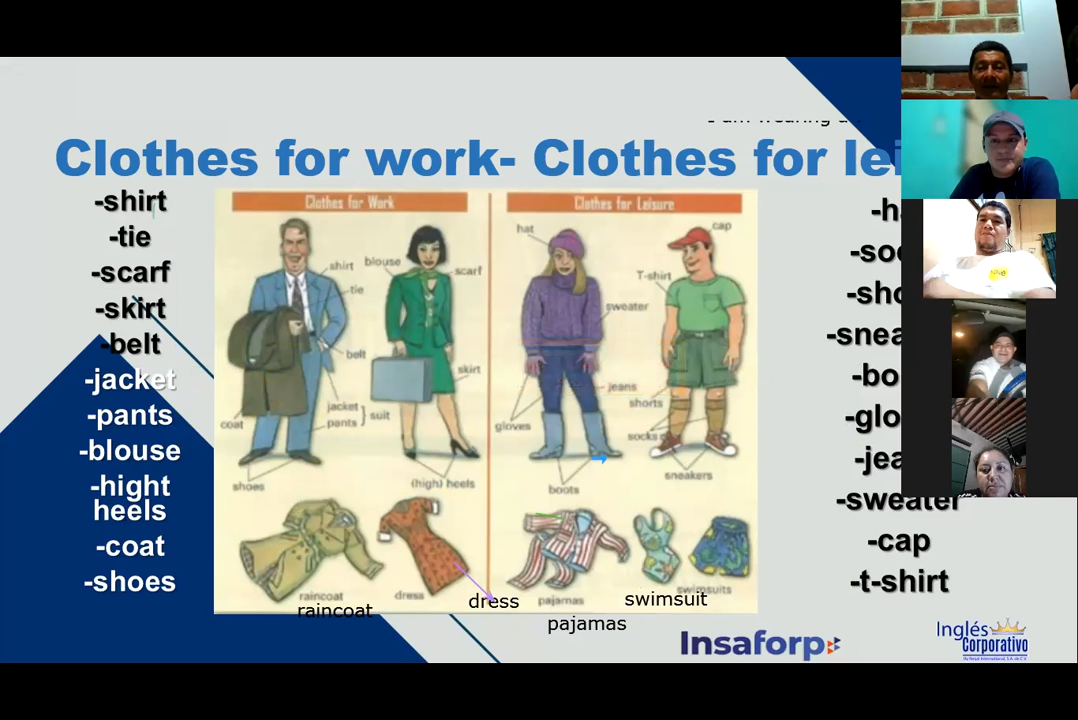 Clothes for work- Clothes for lei
-shirt
-tie
-scarf
-skirt
-belt
-jacket
-pants
-blouse
-hight
heels
-coat
-shoes
Clothes for Work
shirt
tie
belt
jacket
pants
suit
coat
shoes
blouse
scarf
skirt
(high) heels
raincoat
dress
Clothes for Leisure
hat
cap
T-shirt
sweater
jeans
shorts
gloves
socks
boots
sneakers
pajamas
swimsuits
raincoat
dress
pajamas
swimsuit
-h
-so
-sho
-snea
-bo
-glo
-jea
-sweater
-cap
-t-shirt
Insaforp
Inglés
Corporativo